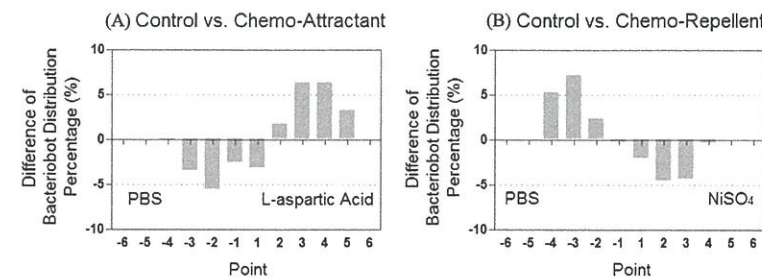 (A) Control vs. Chemo-Attractant
Difference of
Bacteriobot Distribution
Percentage (%)
10
5
0
-5
-10
PBS
L-aspartic Acid
-6 -5 -4 -3 -2 -1 1 2 3 4 5 6
Point
(B) Control vs. Chemo-Repellent
Difference of
Bacteriobot Distribution
Percentage (%)
10
5
0
-5
-10
PBS
NiSO₄
-6 -5 -4 -3 -2 -1 1 2 3 4 5 6
Point